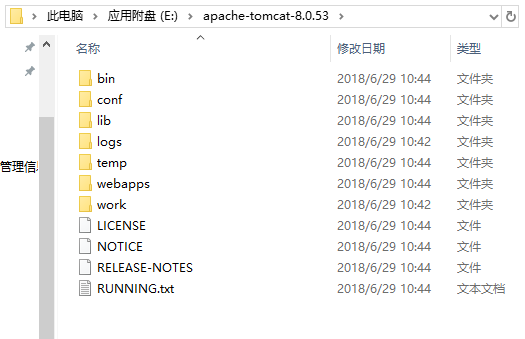 此电脑 › 应用附盘 (E:) › apache-tomcat-8.0.53 ›
名称 修改日期 类型
bin 2018/6/29 10:44 文件夹
conf 2018/6/29 10:44 文件夹
lib 2018/6/29 10:44 文件夹
logs 2018/6/29 10:42 文件夹
temp 2018/6/29 10:44 文件夹
管理信息
webapps 2018/6/29 10:44 文件夹
work 2018/6/29 10:42 文件夹
LICENSE 2018/6/29 10:44 文件
NOTICE 2018/6/29 10:44 文件
RELEASE-NOTES 2018/6/29 10:44 文件
RUNNING.txt 2018/6/29 10:44 文本文档